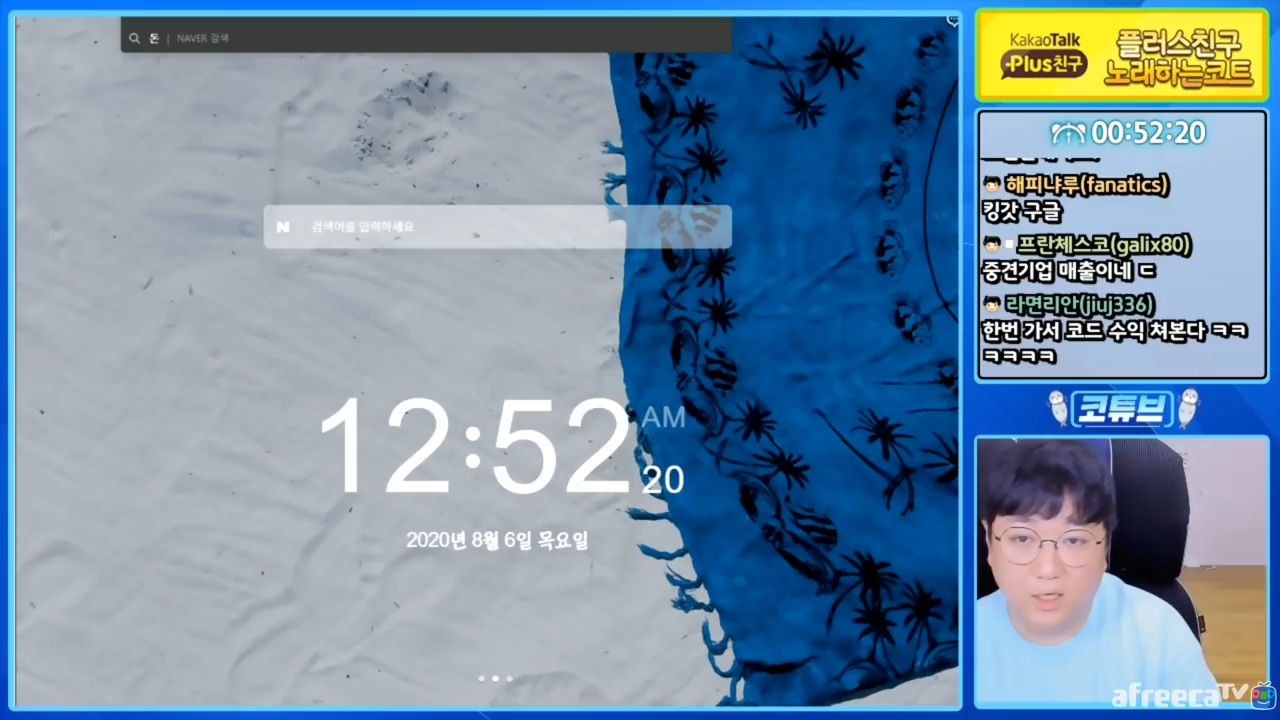 돈 | NAVER 검색
N 검색어를 입력하세요
12:52 AM
20
2020년 8월 6일 목요일
KakaoTalk
Plus친구
플러스친구
노래하는코트
00:52:20
해피냐루(fanatics)
킹갓 구글
프란체스코(galix80)
중견기업 매출이네 ㄷ
라면리안(jiuj336)
한번 가서 코드 수익 쳐본다 ㅋㅋ
ㅋㅋㅋㅋ
코튜브
afreecaTV